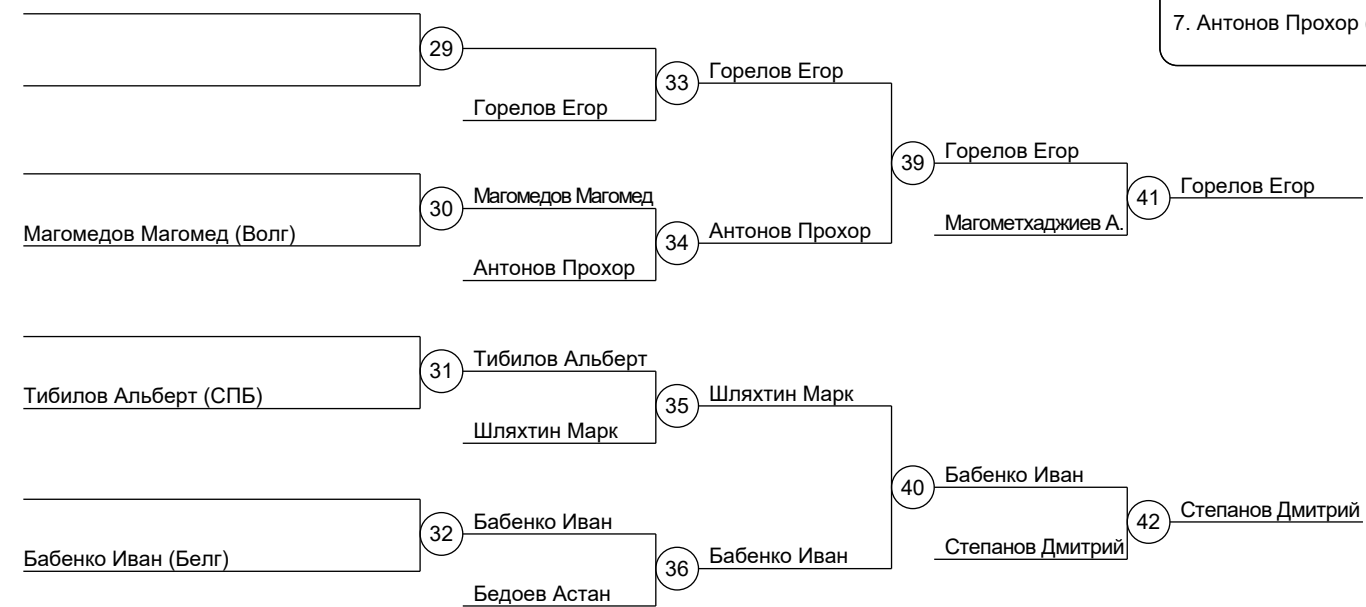 7. Антонов Прохор
29
33
Горелов Егор
Горелов Егор
39
Горелов Егор
41
Горелов Егор
30
Магомедов Магомед
Магомедов Магомед (Волг)
34
Антонов Прохор
Магометхаджиев А.
Антонов Прохор
31
Тибилов Альберт
Тибилов Альберт (СПБ)
35
Шляхтин Марк
Шляхтин Марк
40
Бабенко Иван
42
Степанов Дмитрий
32
Бабенко Иван
Бабенко Иван (Белг)
36
Бабенко Иван
Степанов Дмитрий
Бедоев Астан